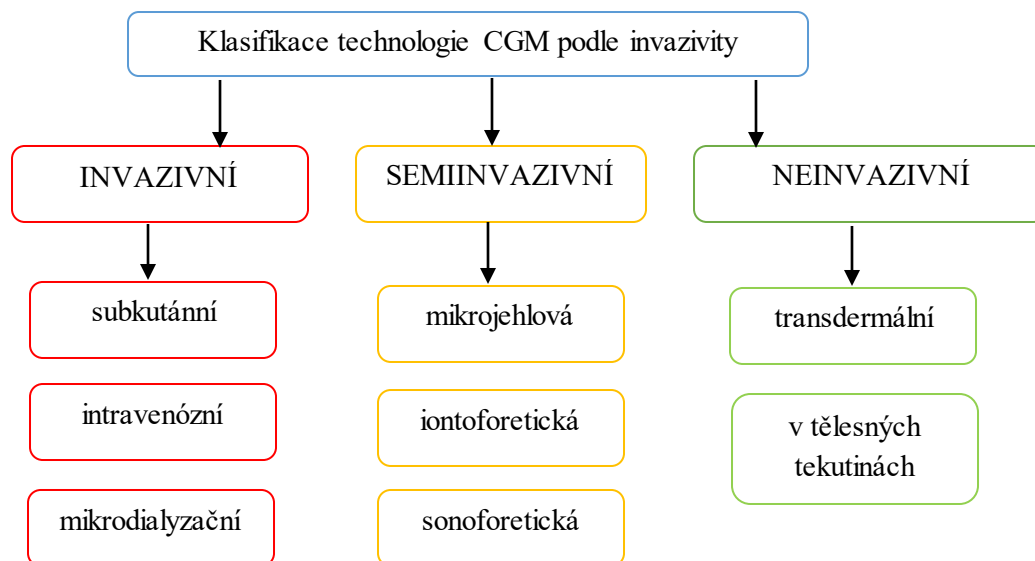 Klasifikace technologie CGM podle invazivity
INVAZIVNÍ
SEMIINVAZIVNÍ
NEINVAZIVNÍ
subkutánní
mikrojehlová
transdermální
intravenózní
iontoforetická
v tělesných
tekutinách
mikrodialyzační
sonoforetická